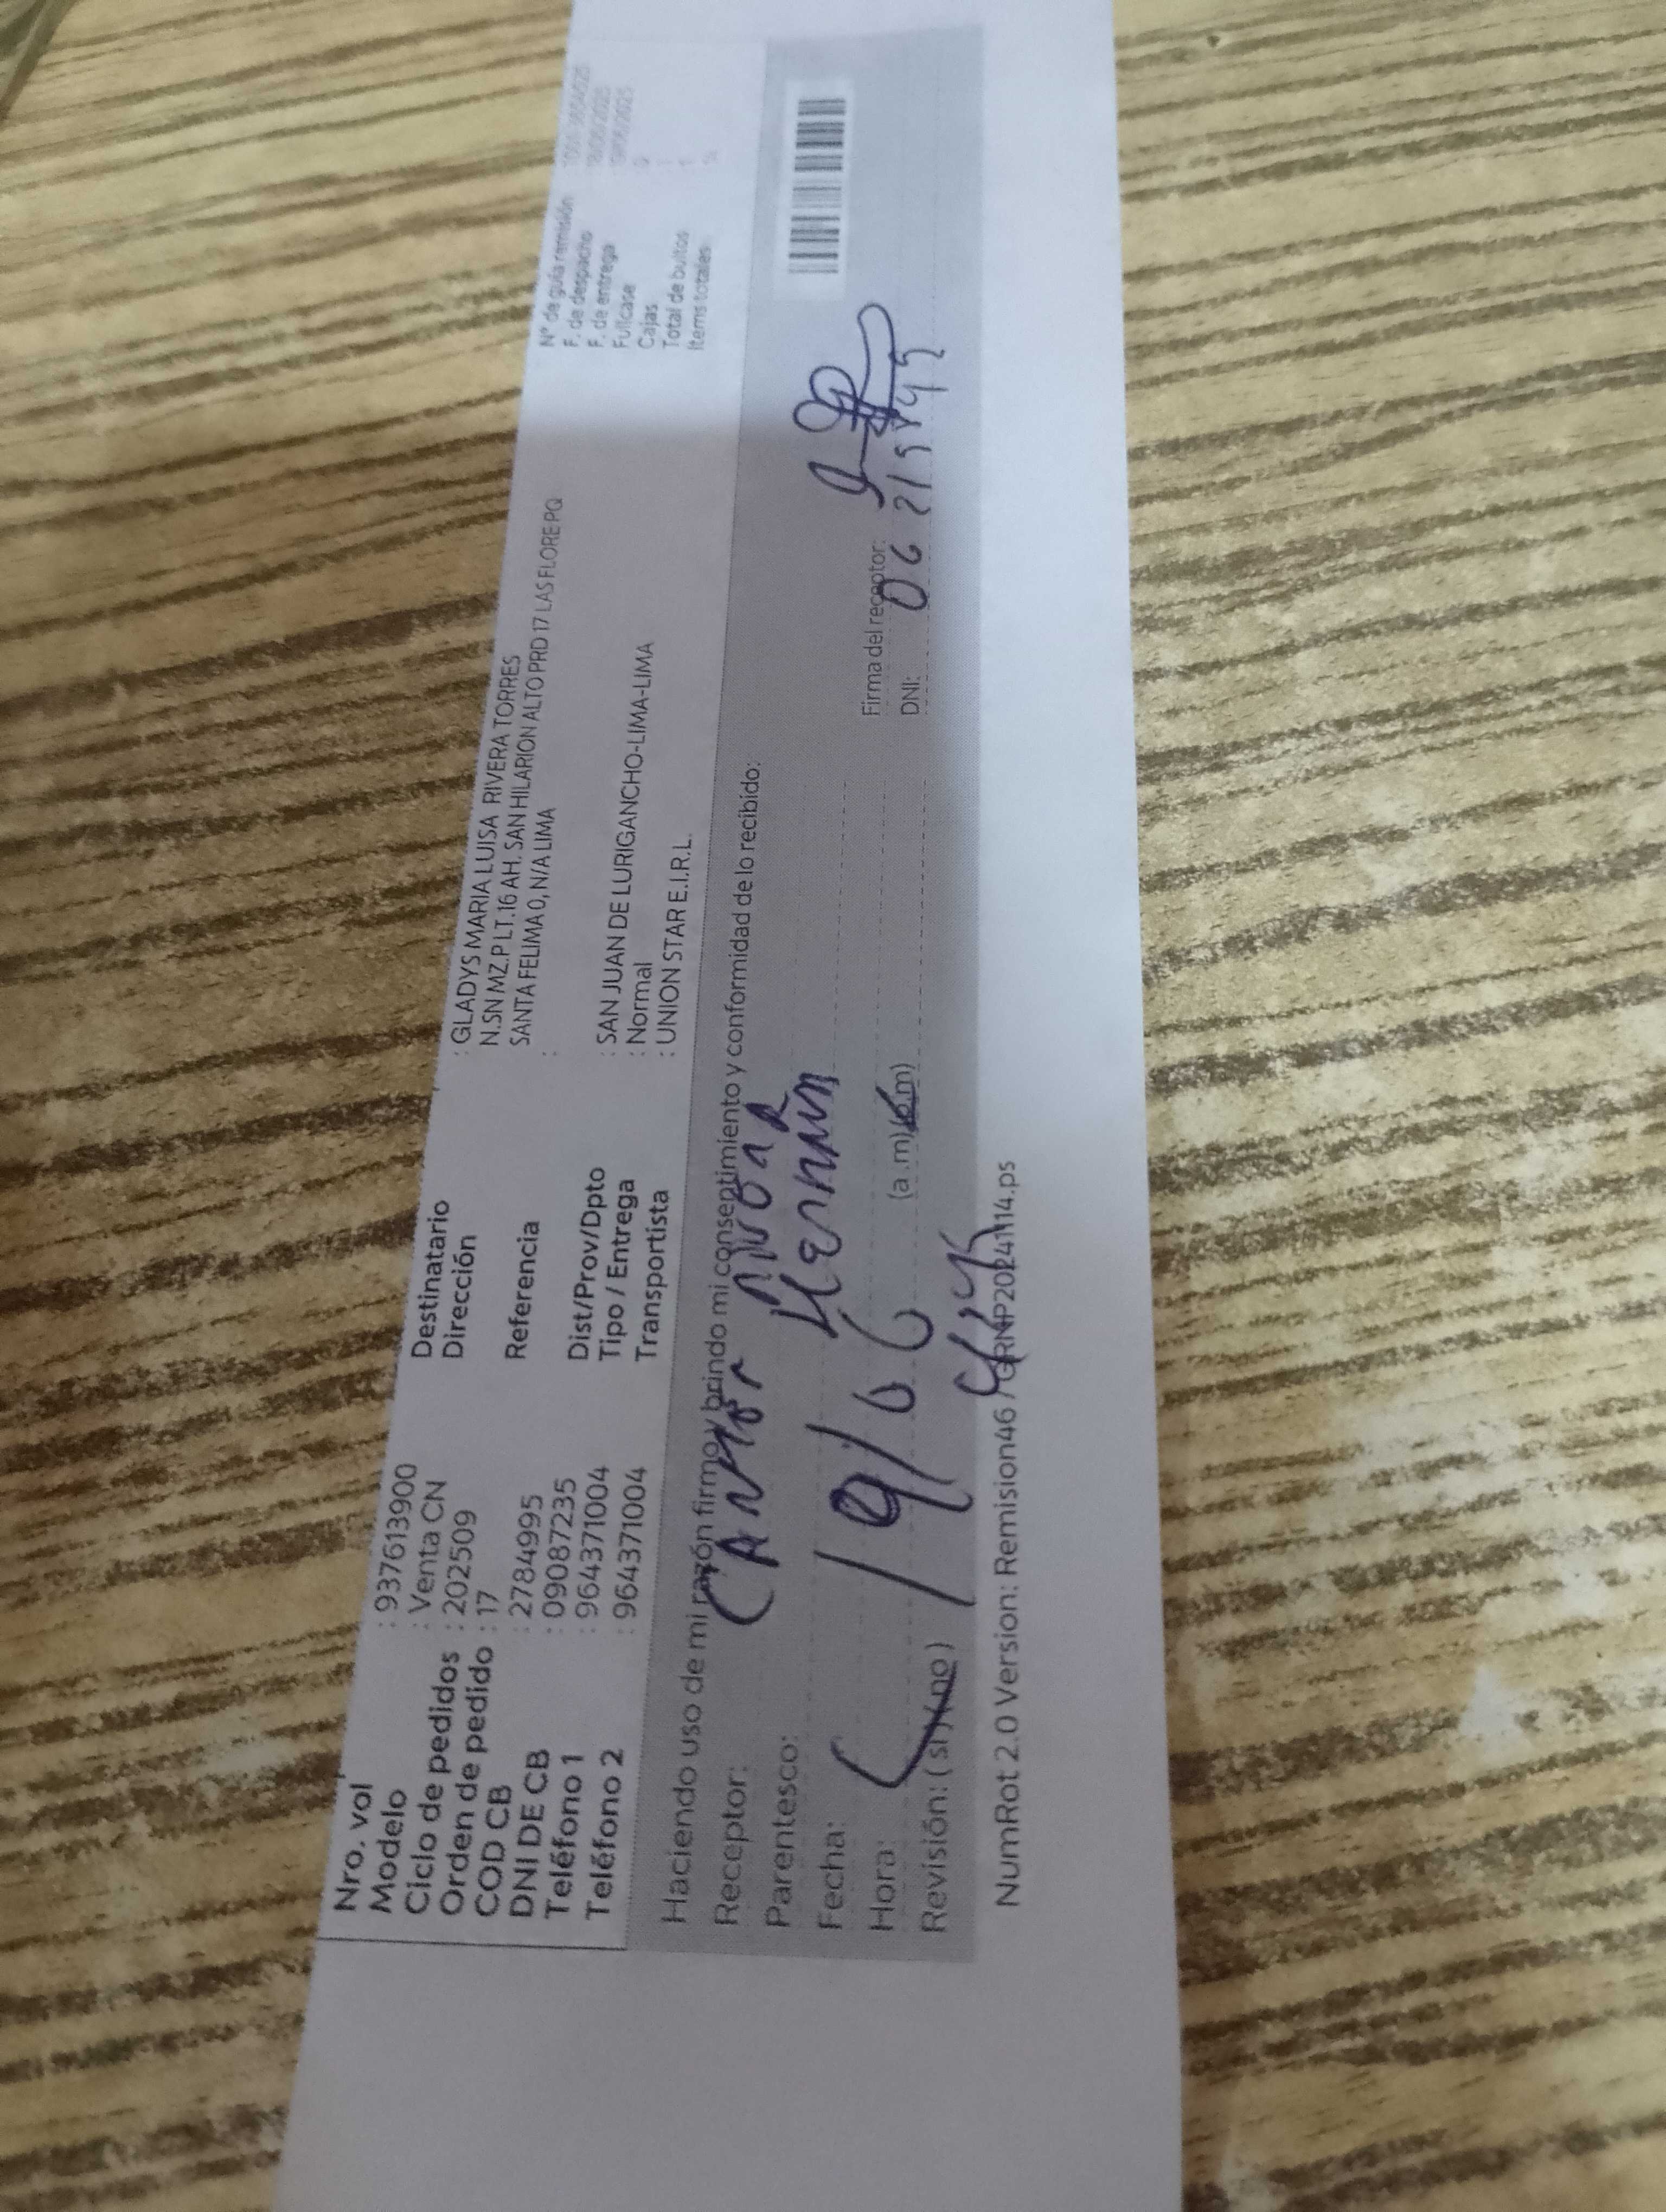 Nro. vol : 937613900
Modelo : Venta CN
Ciclo de pedidos : 202509
Orden de pedido : 17
COD CB : 2784995
DNI DE CB : 09087235
Teléfono 1 : 964371004
Teléfono 2 : 964371004
Destinatario : GLADYS MARIA LUISA RIVERA TORRES
Dirección N.SN MZ.P LT.16 AH. SAN HILARION ALTO PRD 17 LAS FLORE PQ
SANTA FELIMA 0, N/A LIMA
Referencia :
Dist/Prov/Dpto : SAN JUAN DE LURIGANCHO-LIMA-LIMA
Tipo / Entrega : Normal
Transportista : UNION STAR E.I.R.L.
N° de guía remisión
F. de despacho
F. de entrega
Fullcase
Cajas
Total de bultos
Items totales
Haciendo uso de mi razón firmo y brindo mi consentimiento y conformidad de lo recibido:
Receptor:
Parentesco:
Fecha: 19/06
Hora: (a.m)(p.m)
Revisión: (si)(no)
Firma del receptor:
DNI: 06
NumRot 2.0 Version: Remision46 / GRNP20241114.ps